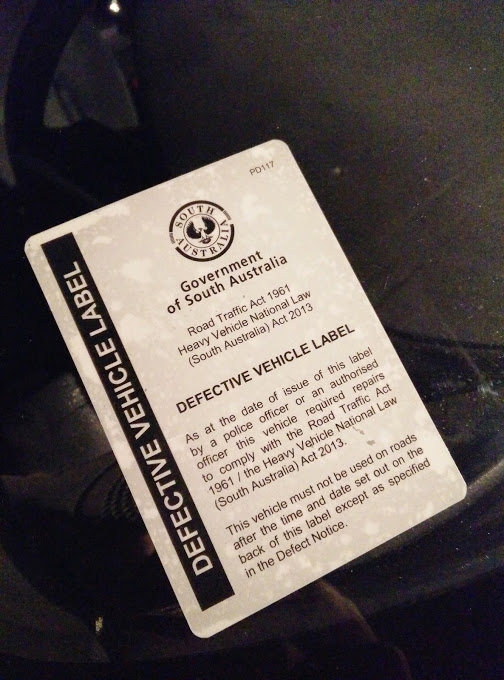 PD117
SOUTH AUSTRALIA
Government
of South Australia
Road Traffic Act 1961
Heavy Vehicle National Law
(South Australia) Act 2013
DEFECTIVE VEHICLE LABEL
DEFECTIVE VEHICLE LABEL
As at the date of issue of this label
by a police officer or an authorised
officer this vehicle required repairs
to comply with the Road Traffic Act
1961 / the Heavy Vehicle National Law
(South Australia) Act 2013.
This vehicle must not be used on roads
after the time and date set out on the
back of this label except as specified
in the Defect Notice.